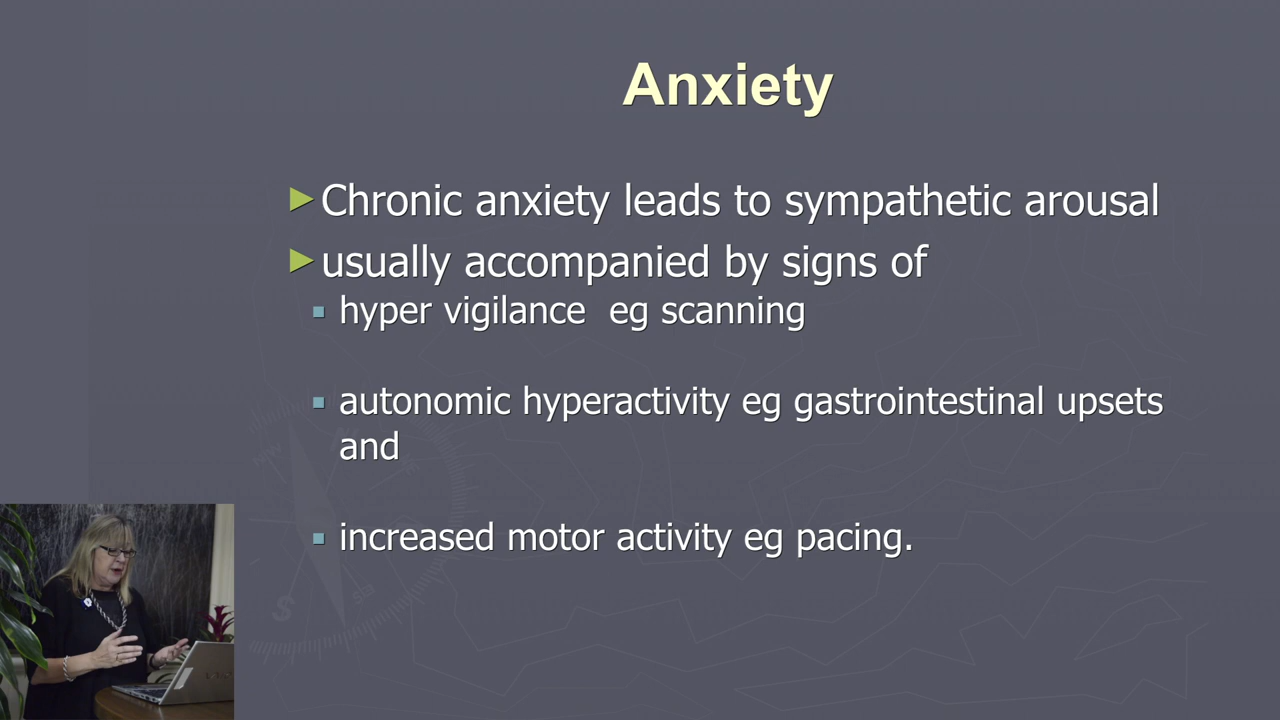 Anxiety
Chronic anxiety leads to sympathetic arousal
usually accompanied by signs of
hyper vigilance  eg scanning
autonomic hyperactivity eg gastrointestinal upsets
and
increased motor activity eg pacing.
S